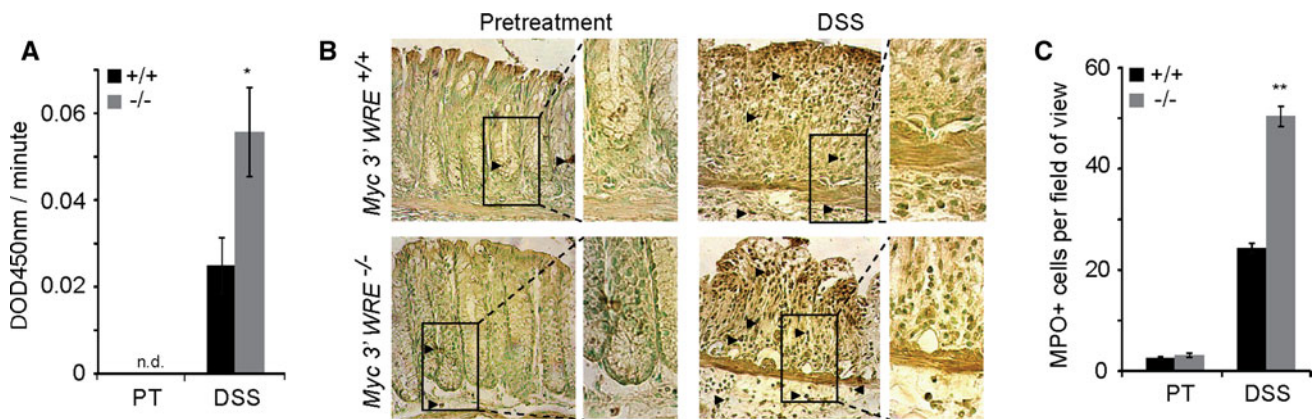 A
+/+
-/-
*
0.06
0.04
0.02
0
n.d.
PT
DSS
DOD450nm / minute
B
Pretreatment
DSS
Myc 3' WRE +/+
Myc 3' WRE -/-
C
+/+
-/-
**
60
40
20
0
PT
DSS
MPO+ cells per field of view